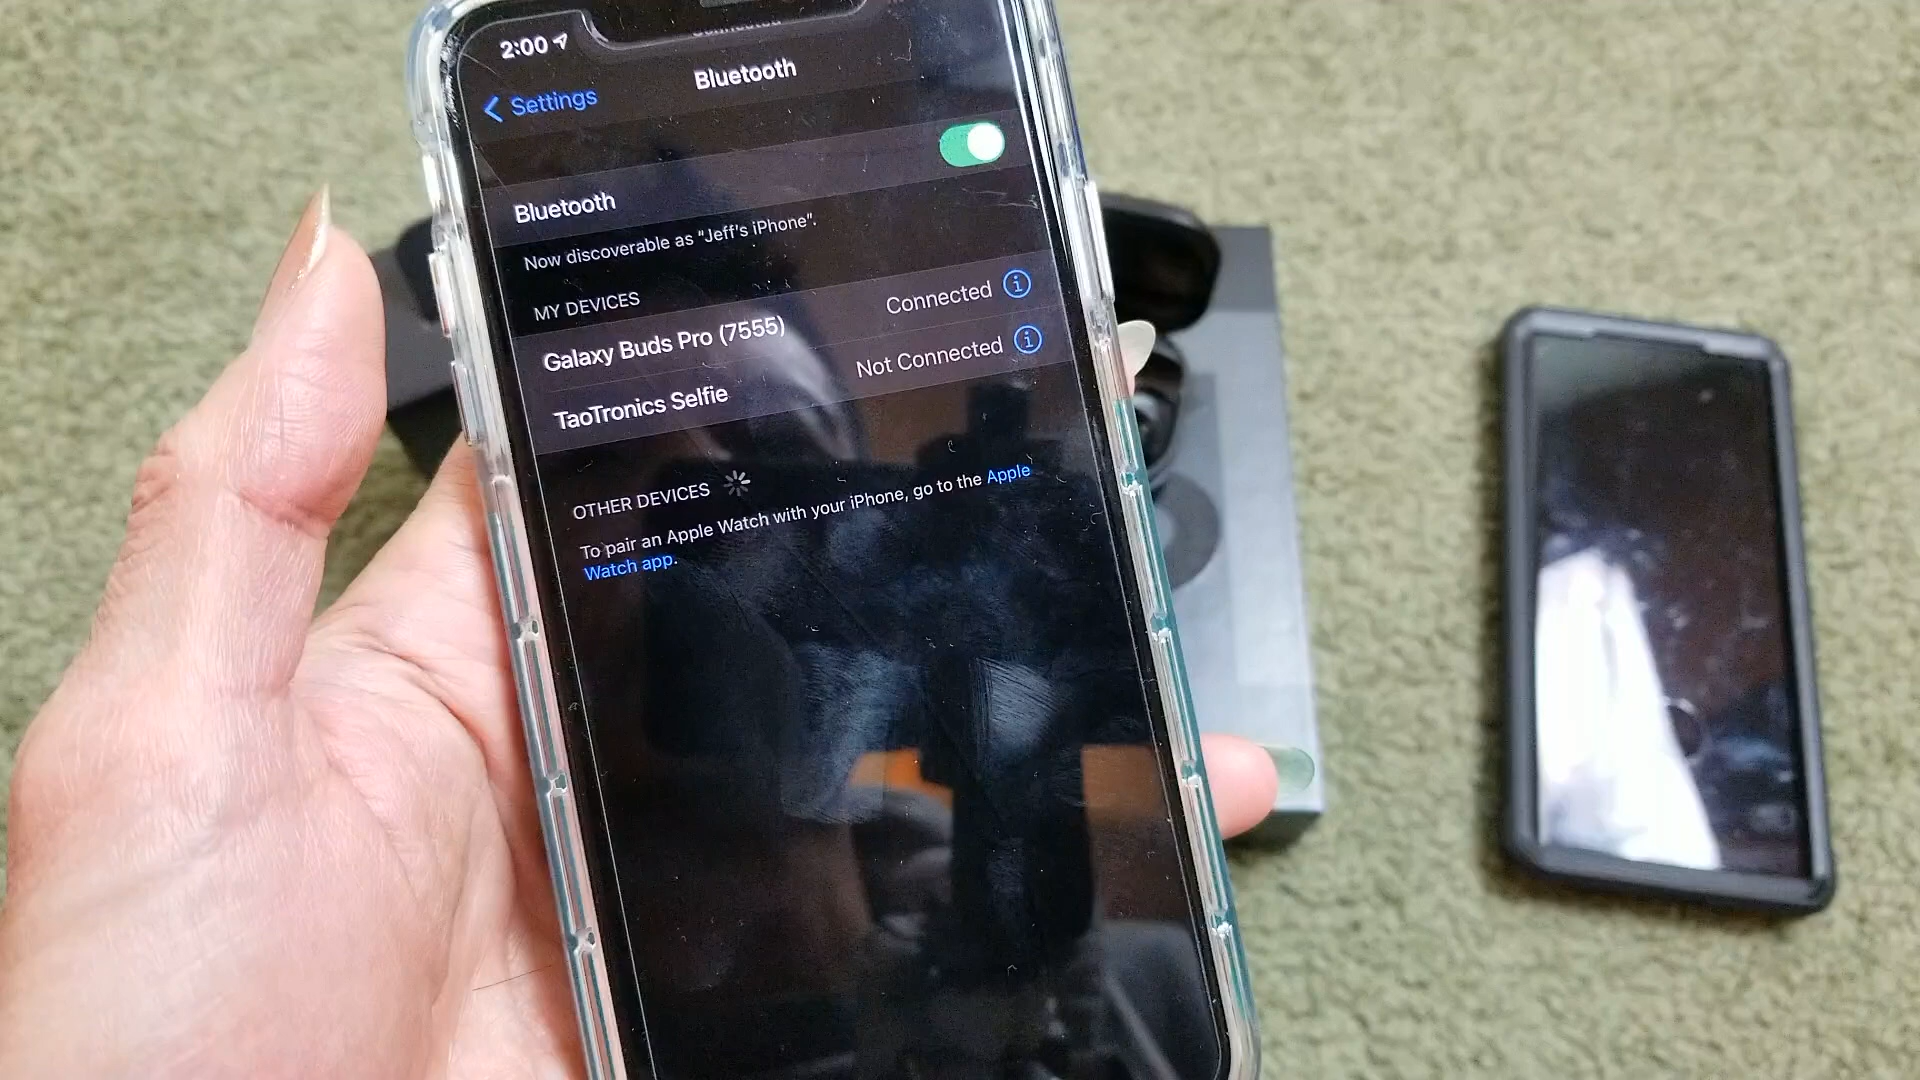 2:00
Bluetooth
Settings
Bluetooth
Now discoverable as "Jeff's iPhone".
MY DEVICES
Galaxy Buds Pro (7555) Connected
TaoTronics Selfie Not Connected
OTHER DEVICES
To pair an Apple Watch with your iPhone, go to the Apple
Watch app.